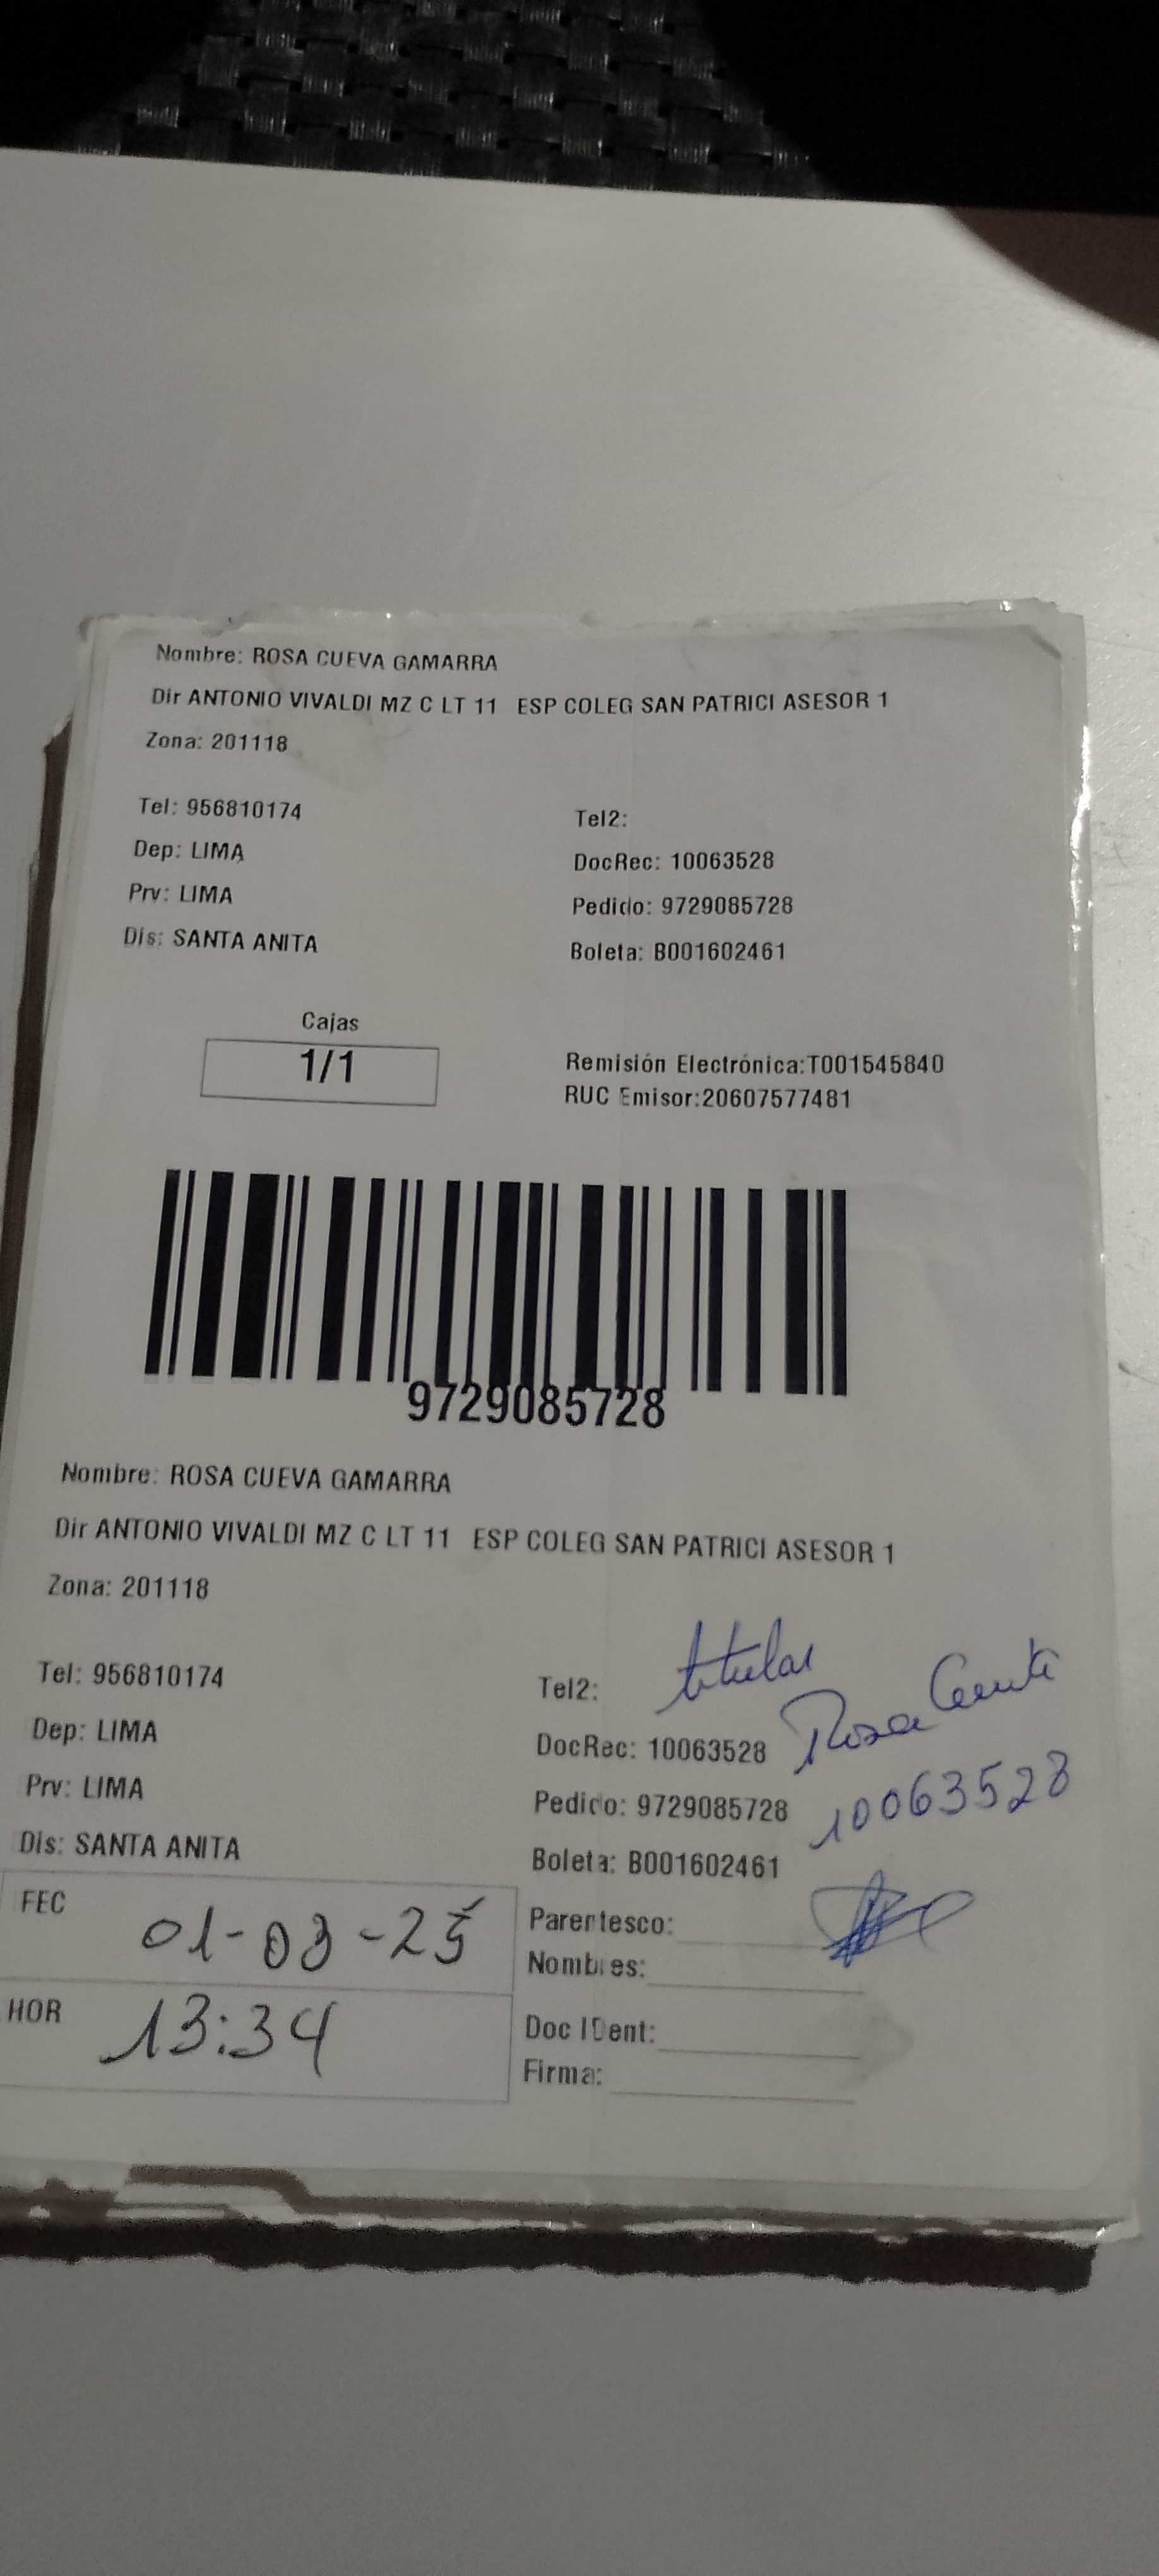 Nombre: ROSA CUEVA GAMARRA
Dir ANTONIO VIVALDI MZ C LT 11 ESP COLEG SAN PATRICI ASESOR 1
Zona: 201118
Tel: 956810174
Tel2:
Dep: LIMA
DocRec: 10063528
Prv: LIMA
Pedido: 9729085728
Dis: SANTA ANITA
Boleta: B001602461
Cajas
1/1
Remisión Electrónica:T001545840
RUC Emisor:20607577481
9729085728
Nombre: ROSA CUEVA GAMARRA
Dir ANTONIO VIVALDI MZ C LT 11 ESP COLEG SAN PATRICI ASESOR 1
Zona: 201118
Tel: 956810174
Tel2:
titular
Dep: LIMA
DocRec: 10063528
Rosa
Prv: LIMA
Pedido: 9729085728
10063528
Dis: SANTA ANITA
Boleta: B001602461
FEC
01-03-25
Parentesco:
Nombres:
HOR
13:34
Doc IDent:
Firma: